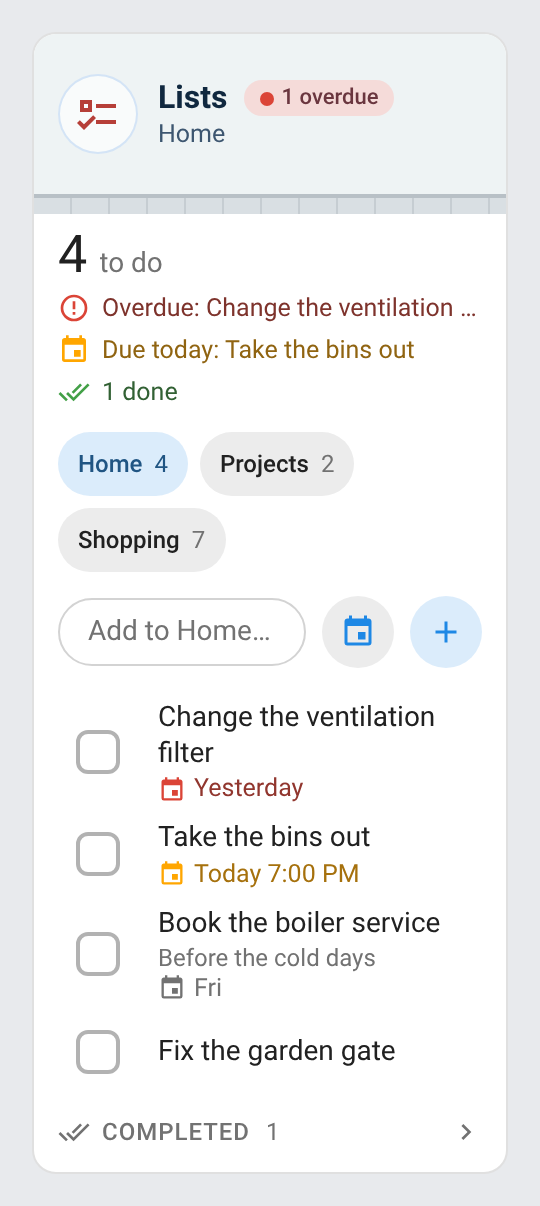 Lists
1 overdue
Home
4 to do
Overdue: Change the ventilation ...
Due today: Take the bins out
1 done
Home 4
Projects 2
Shopping 7
Add to Home...
Change the ventilation
filter
Yesterday
Take the bins out
Today 7:00 PM
Book the boiler service
Before the cold days
Fri
Fix the garden gate
COMPLETED 1